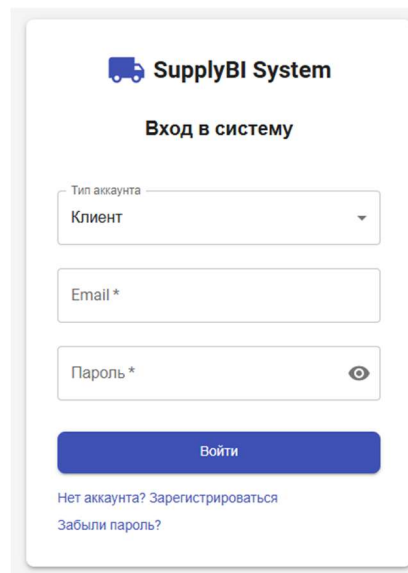 SupplyBI System
Вход в систему
Тип аккаунта
Клиент
Email *
Пароль *
Войти
Нет аккаунта? Зарегистрироваться
Забыли пароль?